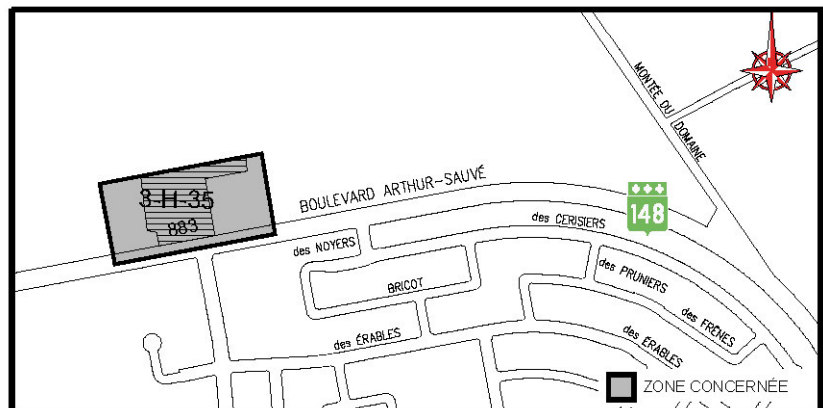 MONTÉE DU DOMAINE
3-H-35
883
BOULEVARD ARTHUR-SAUVÉ
148
des CERISIERS
des NOYERS
BRICOT
des PRUNIERS
des FRÊNES
des ÉRABLES
des ÉRABLES
ZONE CONCERNÉE